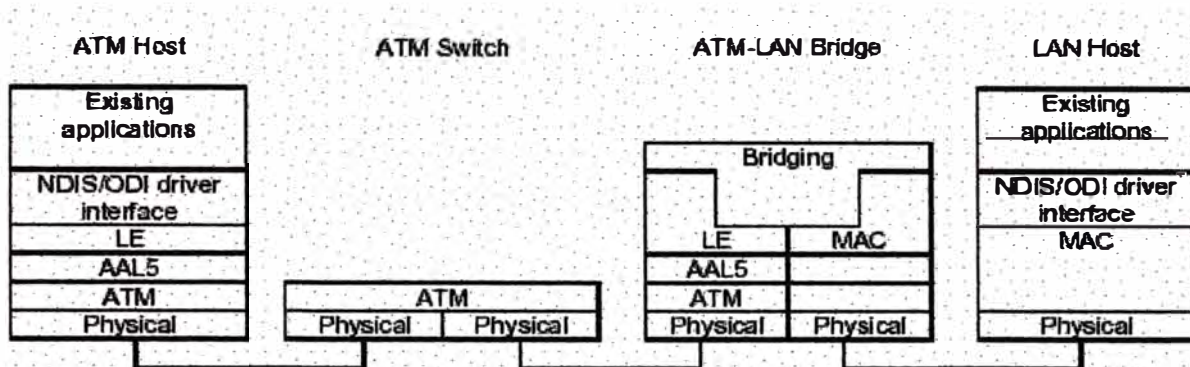 ATM Host
ATM Switch
ATM-LAN Bridge
LAN Host
Existing
applications
NDIS/ODI driver
interface
LE
AAL5
ATM
Physical
ATM
Physical Physical
Bridging
LE MAC
AAL5
ATM
Physical Physical
Existing
applications
NDIS/ODI driver
interface
MAC
Physical